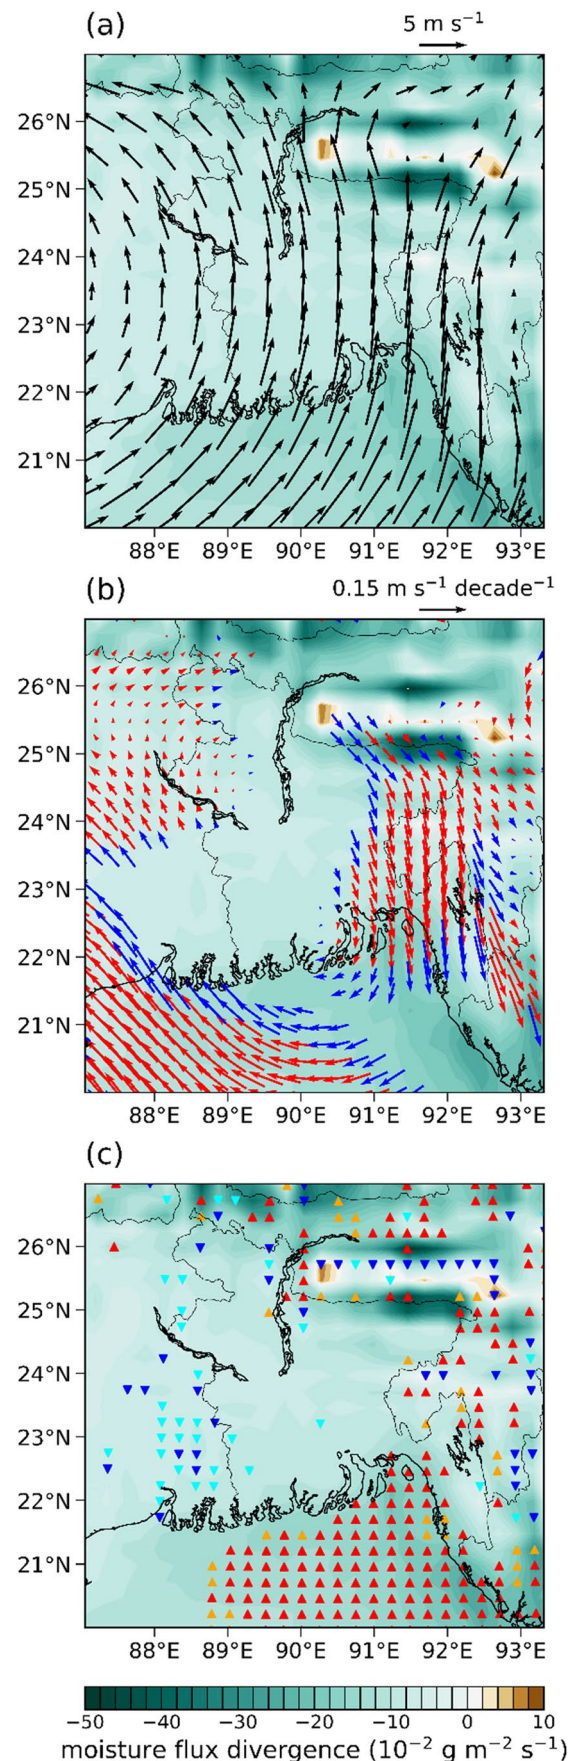 (a)
5 m s⁻¹
26°N
25°N
24°N
23°N
22°N
21°N
88°E 89°E 90°E 91°E 92°E 93°E
(b)
0.15 m s⁻¹ decade⁻¹
26°N
25°N
24°N
23°N
22°N
21°N
88°E 89°E 90°E 91°E 92°E 93°E
(c)
26°N
25°N
24°N
23°N
22°N
21°N
88°E 89°E 90°E 91°E 92°E 93°E
−50 −40 −30 −20 −10 0 10
moisture flux divergence (10⁻² g m⁻² s⁻¹)